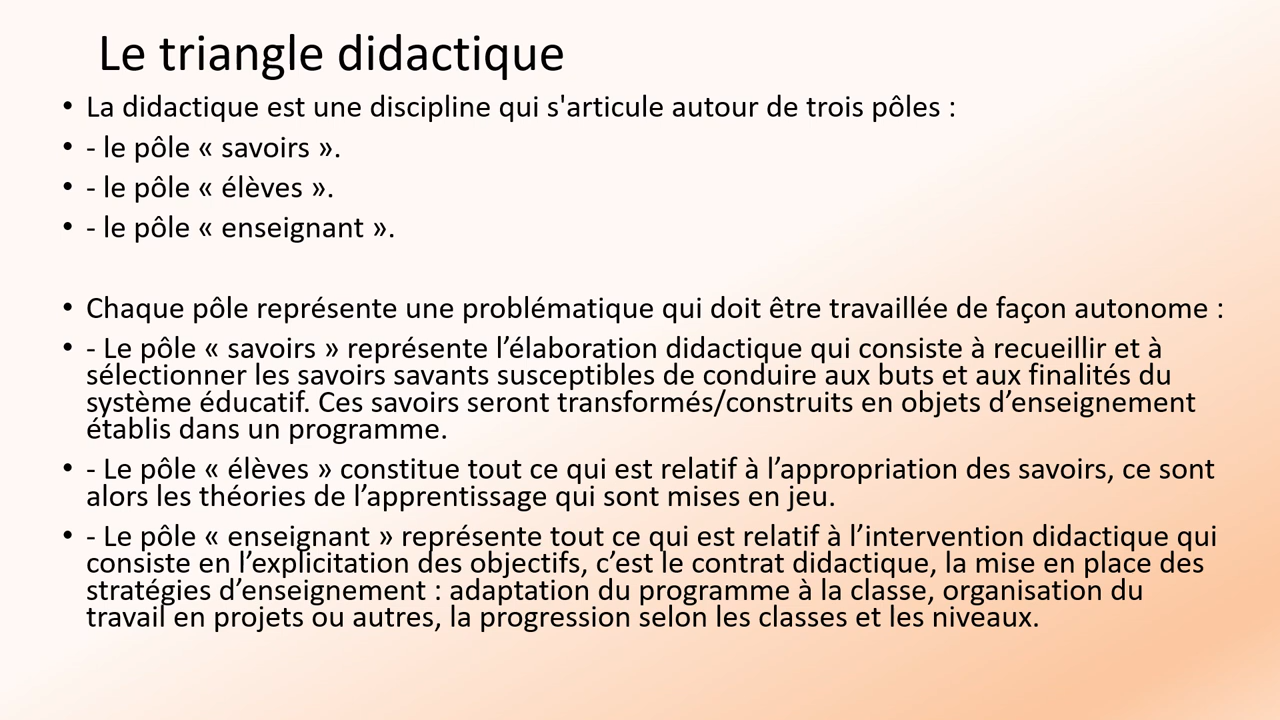 Le triangle didactique
• La didactique est une discipline qui s'articule autour de trois pôles :
• - le pôle « savoirs ».
• - le pôle « élèves ».
• - le pôle « enseignant ».
• Chaque pôle représente une problématique qui doit être travaillée de façon autonome :
• - Le pôle « savoirs » représente l’élaboration didactique qui consiste à recueillir et à
sélectionner les savoirs savants susceptibles de conduire aux buts et aux finalités du
système éducatif. Ces savoirs seront transformés/construits en objets d’enseignement
établis dans un programme.
• - Le pôle « élèves » constitue tout ce qui est relatif à l’appropriation des savoirs, ce sont
alors les théories de l’apprentissage qui sont mises en jeu.
• - Le pôle « enseignant » représente tout ce qui est relatif à l’intervention didactique qui
consiste en l’explicitation des objectifs, c’est le contrat didactique, la mise en place des
stratégies d’enseignement : adaptation du programme à la classe, organisation du
travail en projets ou autres, la progression selon les classes et les niveaux.